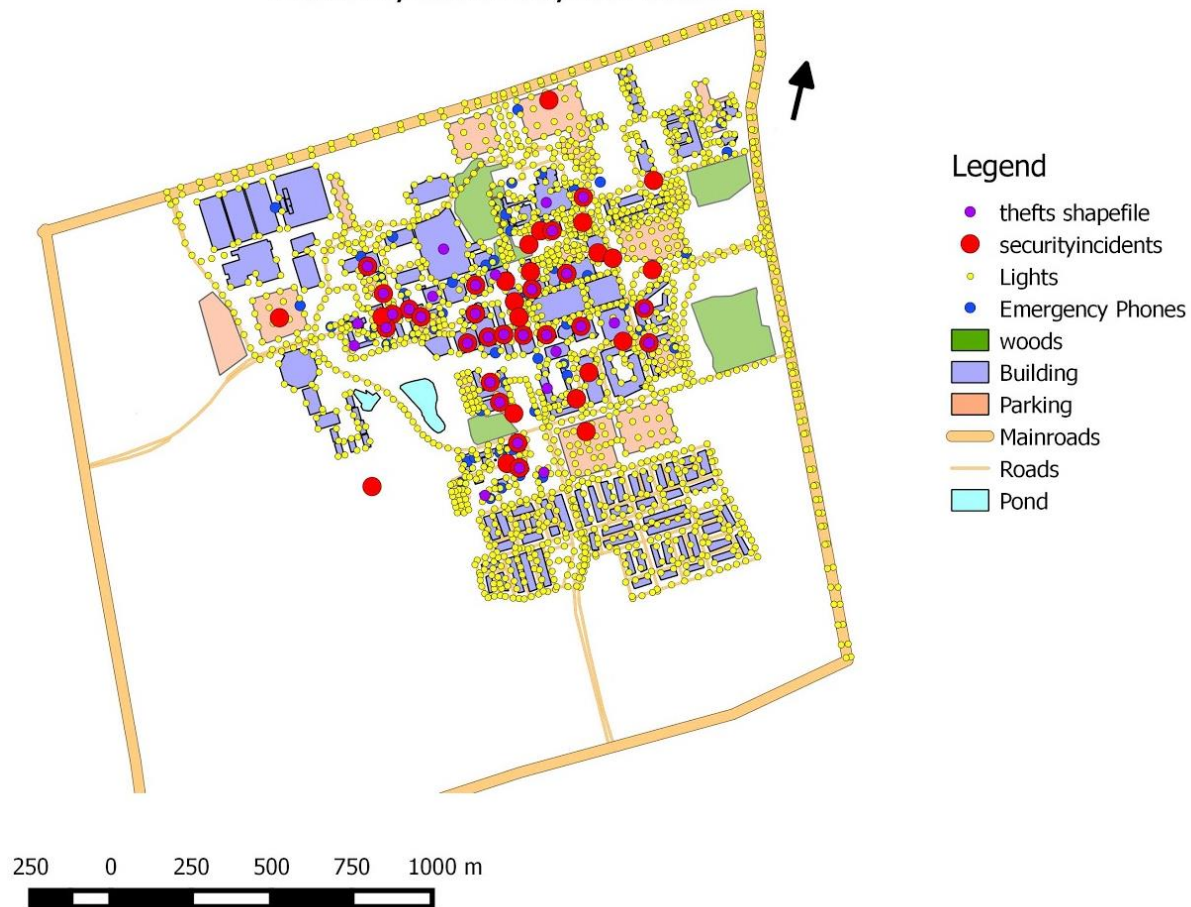 Legend
thefts shapefile
securityincidents
Lights
Emergency Phones
woods
Building
Parking
Mainroads
Roads
Pond
250 0 250 500 750 1000 m